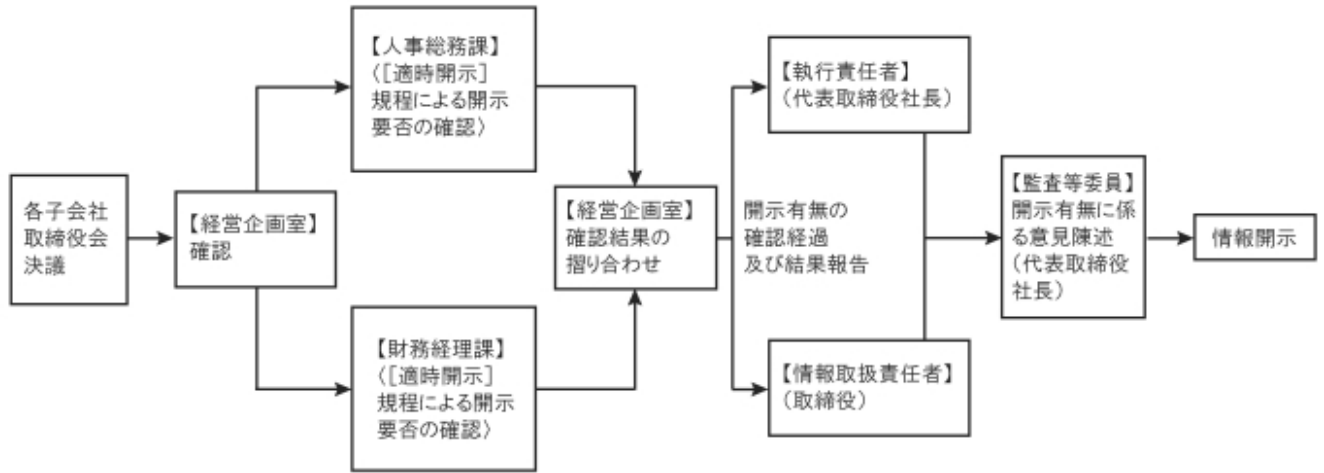 各子会社
取締役会
決議
【経営企画室】
確認
【人事総務課】
（［適時開示］
規程による開示
要否の確認〉
【財務経理課】
（［適時開示］
規程による開示
要否の確認〉
【経営企画室】
確認結果の
摺り合わせ
開示有無の
確認経過
及び結果報告
【執行責任者】
（代表取締役社長）
【情報取扱責任者】
（取締役）
【監査等委員】
開示有無に係
る意見陳述
（代表取締役
社長）
情報開示